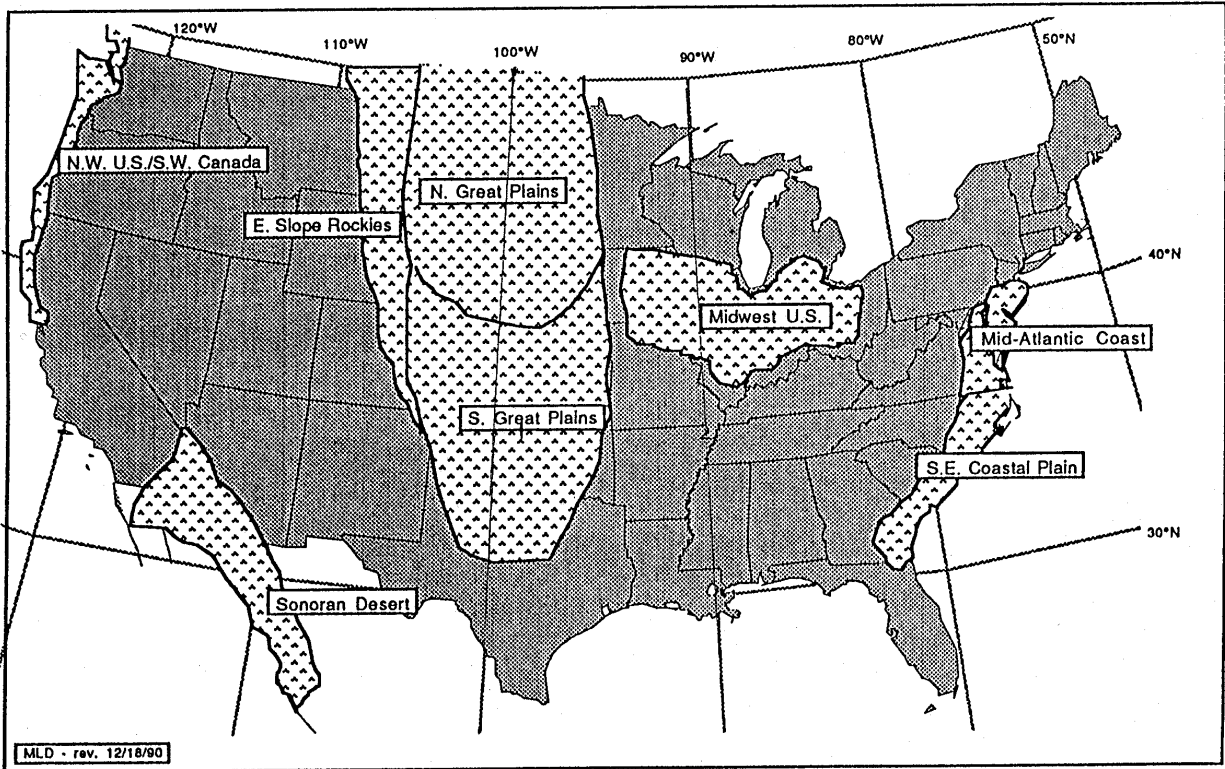 120°W
110°W
100°W
90°W
80°W
50°N
N.W. U.S./S.W. Canada
N. Great Plains
E. Slope Rockies
40°N
Midwest U.S.
Mid-Atlantic Coast
S. Great Plains
S.E. Coastal Plain
30°N
Sonoran Desert
MLD - rev. 12/18/90